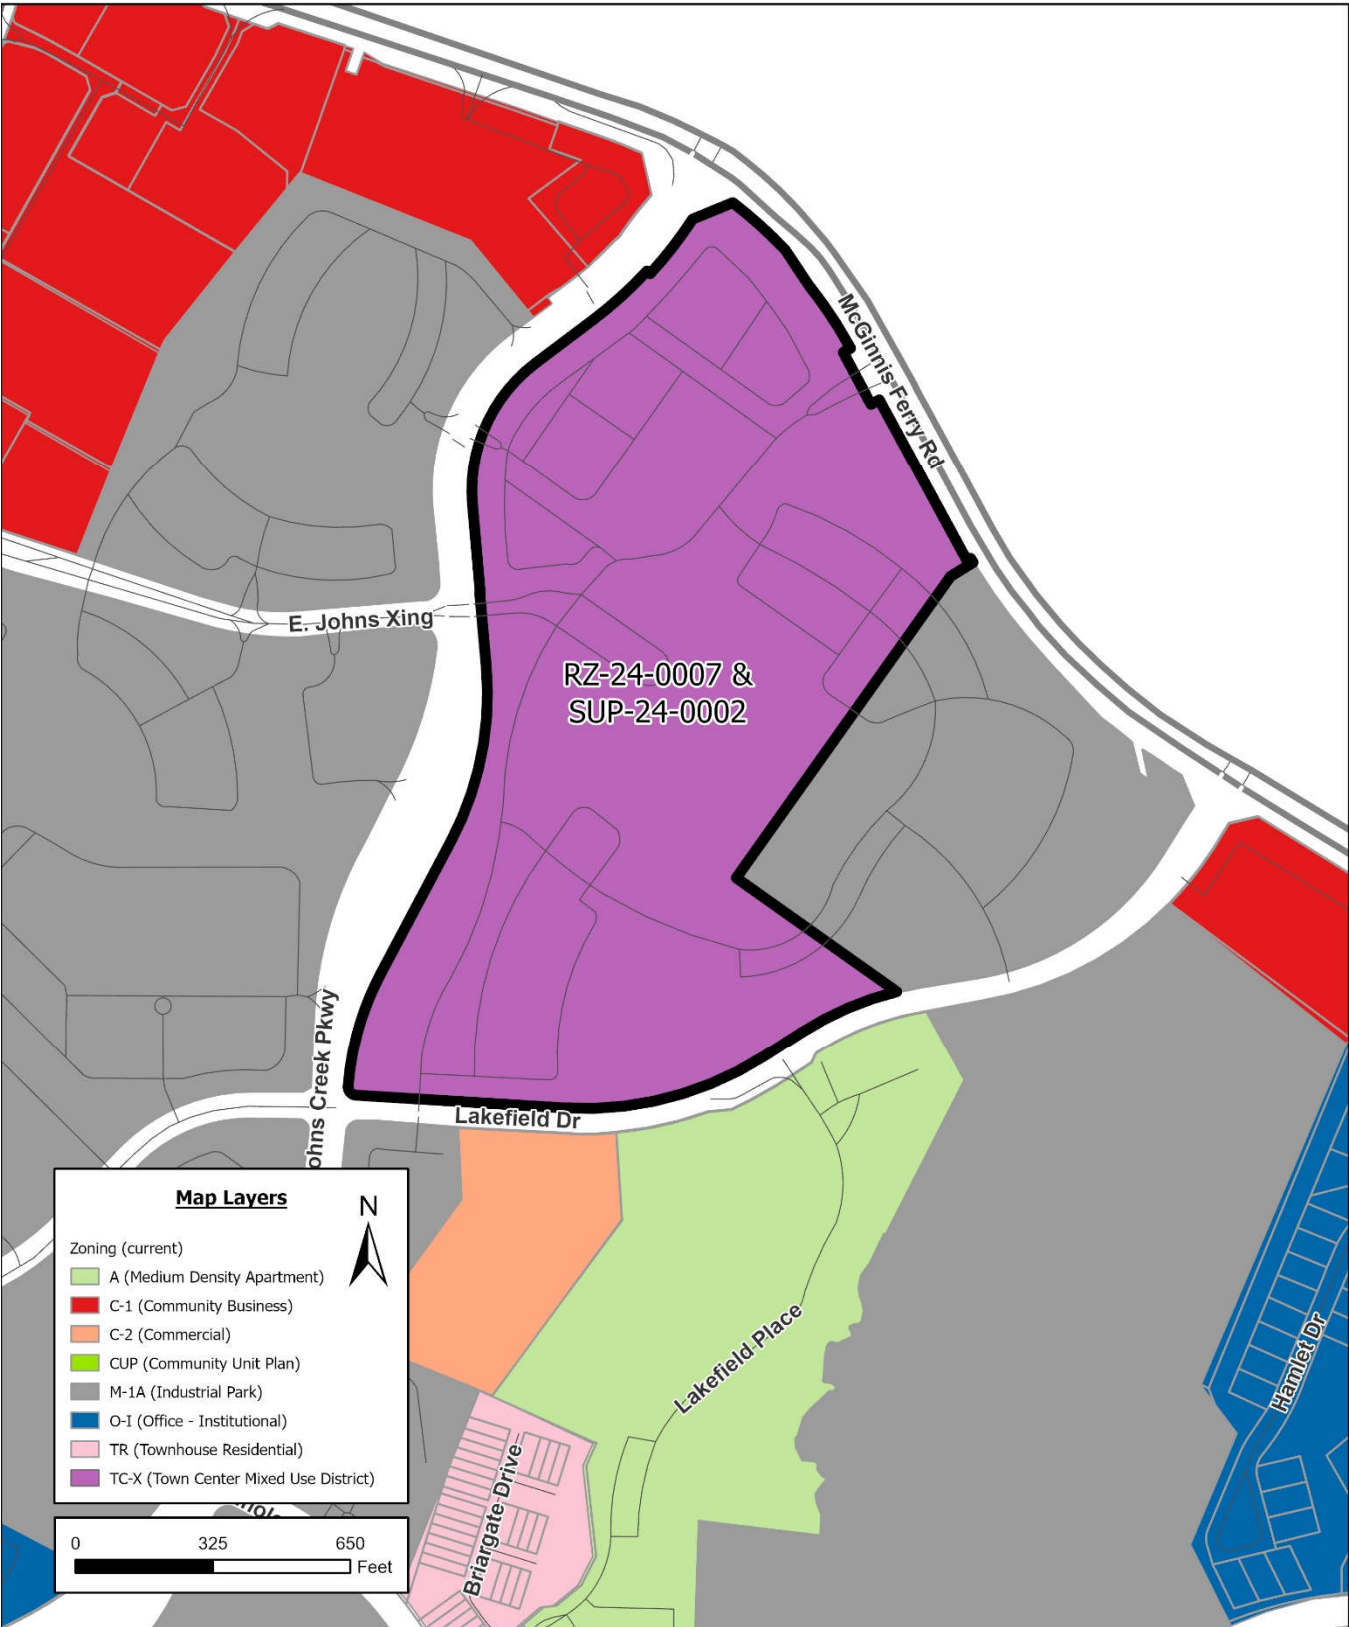 McGinnis Ferry Rd
E. Johns Xing
RZ-24-0007 &
SUP-24-0002
ohns Creek Pkwy
Lakefield Dr
Lakefield Place
Hamlet Dr
Briargate Drive
Map Layers
N
Zoning (current)
A (Medium Density Apartment)
C-1 (Community Business)
C-2 (Commercial)
CUP (Community Unit Plan)
M-1A (Industrial Park)
O-I (Office - Institutional)
TR (Townhouse Residential)
TC-X (Town Center Mixed Use District)
0 325 650
Feet